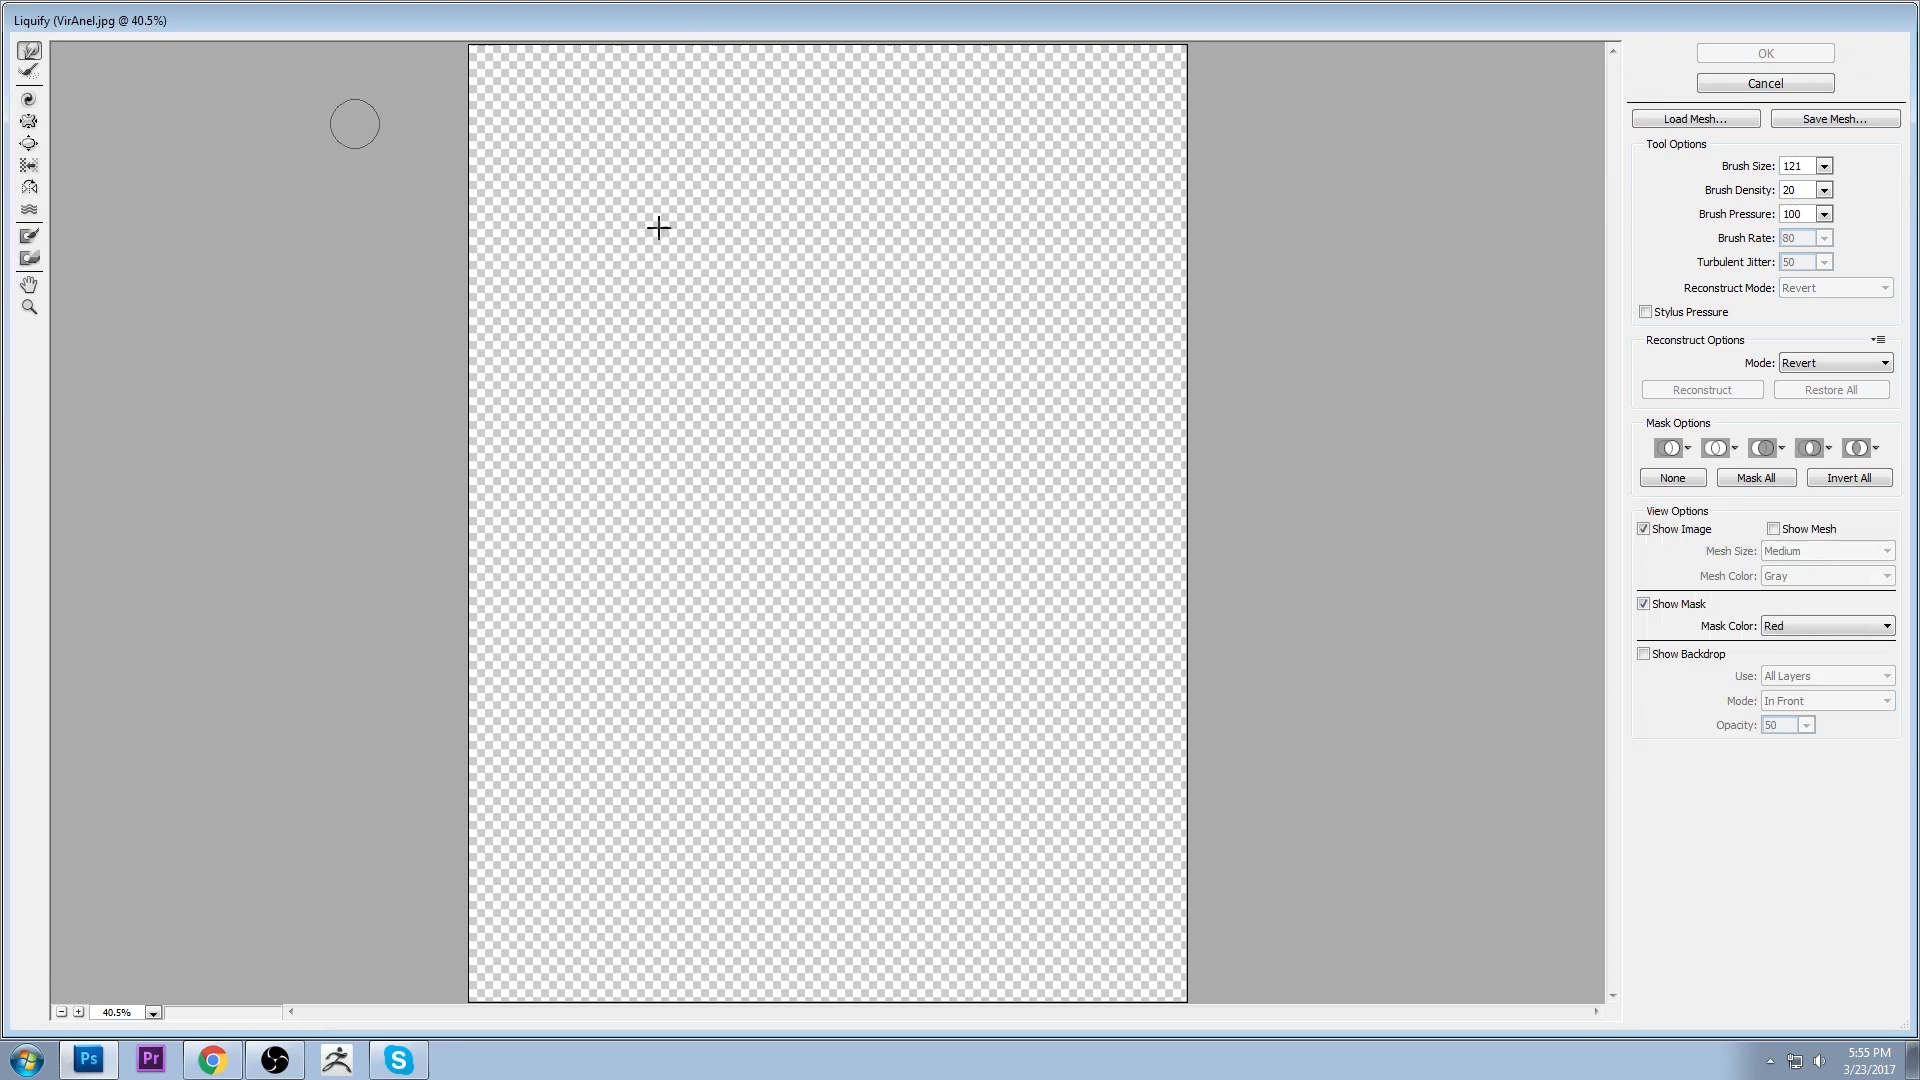 Liquify (VirAnel.jpg @ 40.5%)
OK
Cancel
Load Mesh... Save Mesh...
Tool Options
Brush Size: 121
Brush Density: 20
Brush Pressure: 100
Brush Rate: 80
Turbulent Jitter: 50
Reconstruct Mode: Revert
Stylus Pressure
Reconstruct Options
Mode: Revert
Reconstruct Restore All
Mask Options
None Mask All Invert All
View Options
Show Image Show Mesh
Mesh Size: Medium
Mesh Color: Gray
Show Mask
Mask Color: Red
Show Backdrop
Use: All Layers
Mode: In Front
Opacity: 50
40.5%
Ps Pr S
5:55 PM
3/23/2017